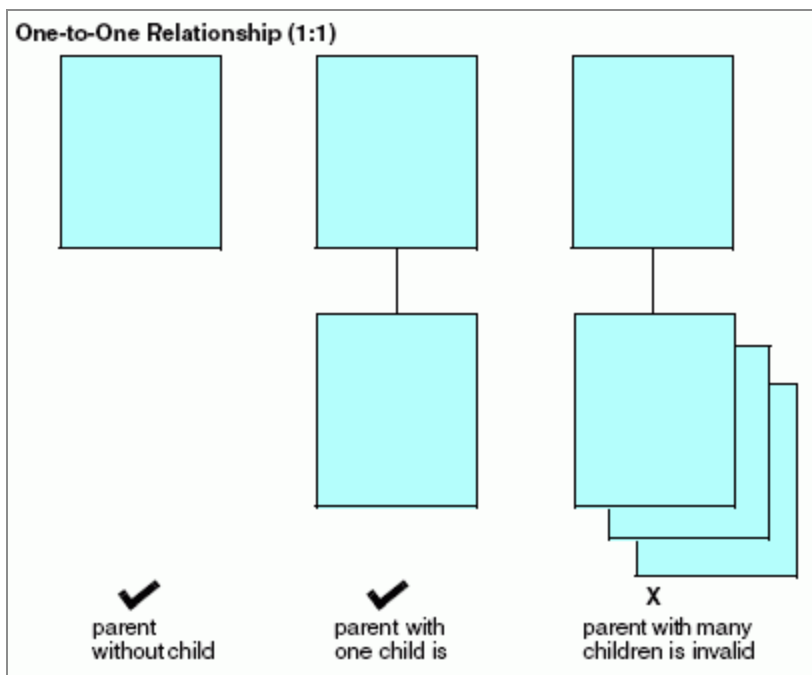 One-to-One Relationship (1:1)
X
parent
without child
parent with
one child is
parent with many
children is invalid